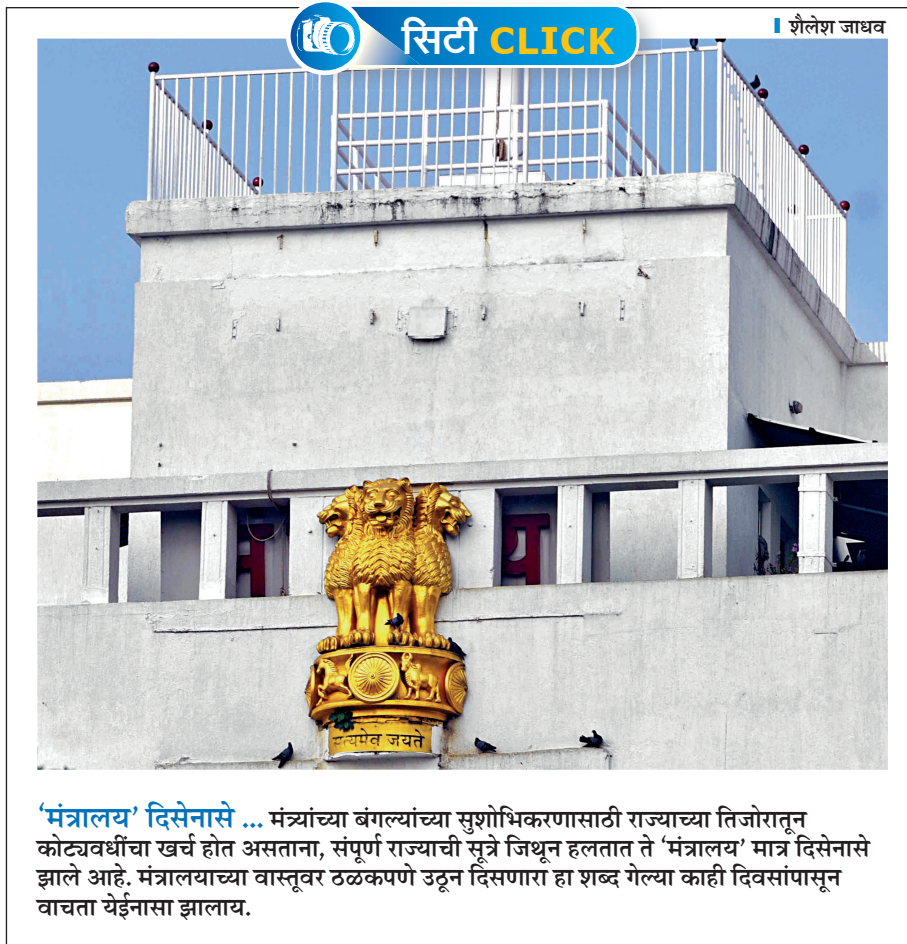 सिटी CLICK
शैलेश जाधव
य
सत्यमेव जयते
‘मंत्रालय’ दिसेनासे ... मंत्र्यांच्या बंगल्यांच्या सुशोभिकरणासाठी राज्याच्या तिजोरातून
कोट्यवधींचा खर्च होत असताना, संपूर्ण राज्याची सूत्रे जिथून हलतात ते ‘मंत्रालय’ मात्र दिसेनासे
झाले आहे. मंत्रालयाच्या वास्तूवर ठळकपणे उठून दिसणारा हा शब्द गेल्या काही दिवसांपासून
वाचता येईनासा झालाय.